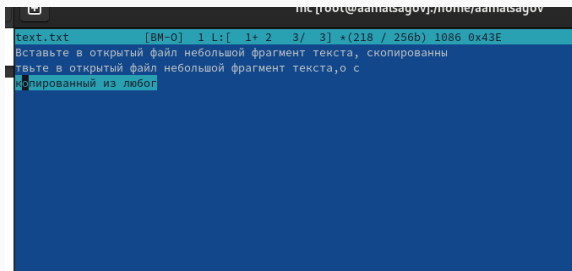 mc [root@aamatsagov]:/home/aamatsagov
text.txt [BM-O] 1 L:[ 1+ 2 3/ 3] *(218 / 256b) 1086 0x43E
Вставьте в открытый файл небольшой фрагмент текста, скопированны
твьте в открытый файл небольшой фрагмент текста,о с
копированный из любог